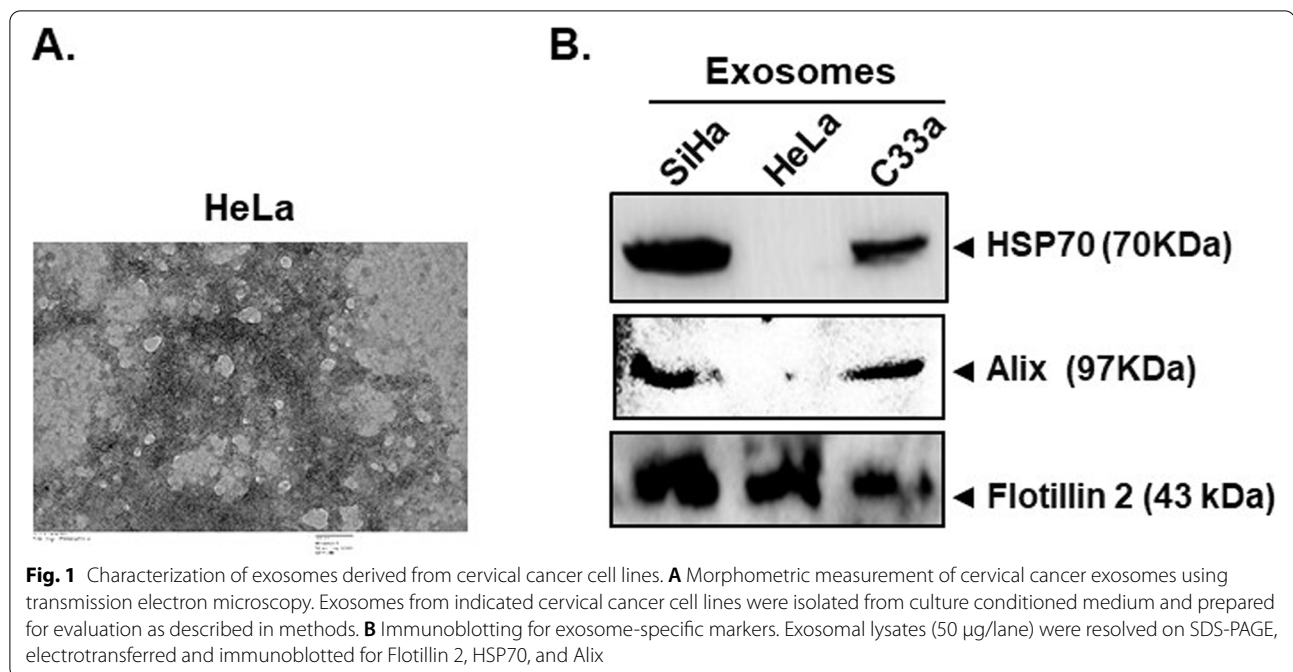 A.
HeLa
B.
Exosomes
SiHa HeLa C33a
HSP70 (70KDa)
Alix (97KDa)
Flotillin 2 (43 kDa)
Fig. 1 Characterization of exosomes derived from cervical cancer cell lines. A Morphometric measurement of cervical cancer exosomes using
transmission electron microscopy. Exosomes from indicated cervical cancer cell lines were isolated from culture conditioned medium and prepared
for evaluation as described in methods. B Immunoblotting for exosome-specific markers. Exosomal lysates (50 µg/lane) were resolved on SDS-PAGE,
electrotransferred and immunoblotted for Flotillin 2, HSP70, and Alix